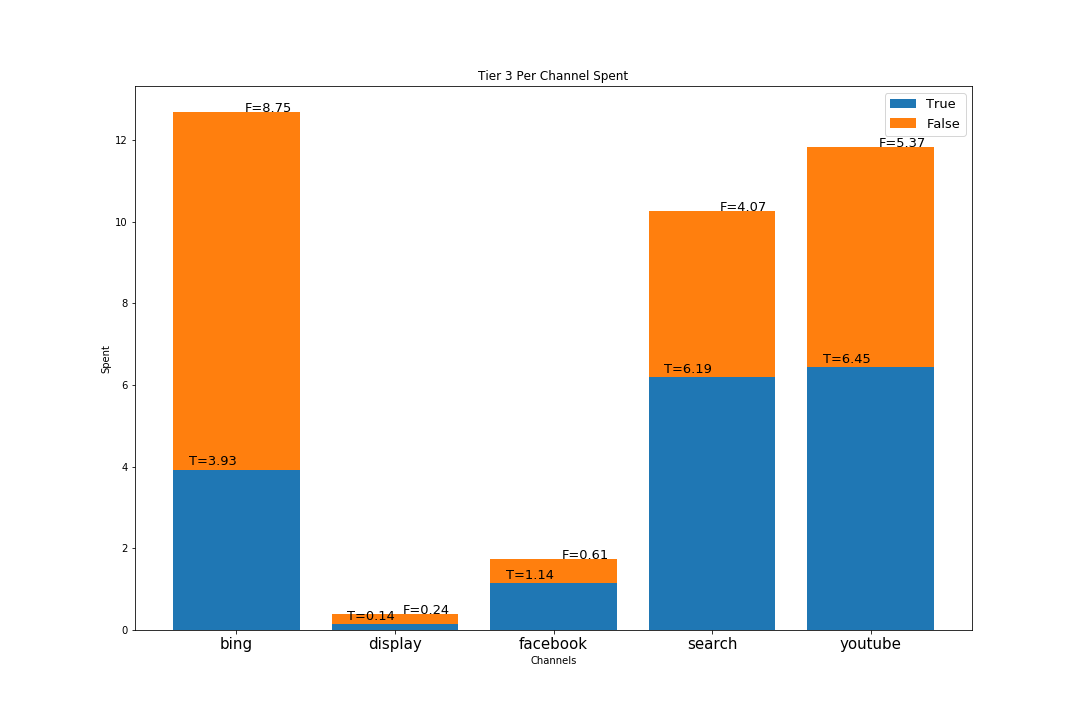 Tier 3 Per Channel Spent
True
False
F=8.75
F=5.37
F=4.07
T=6.45
T=6.19
T=3.93
F=0.61
T=1.14
F=0.24
T=0.14
12
10
8
6
4
2
0
Spent
bing display facebook search youtube
Channels